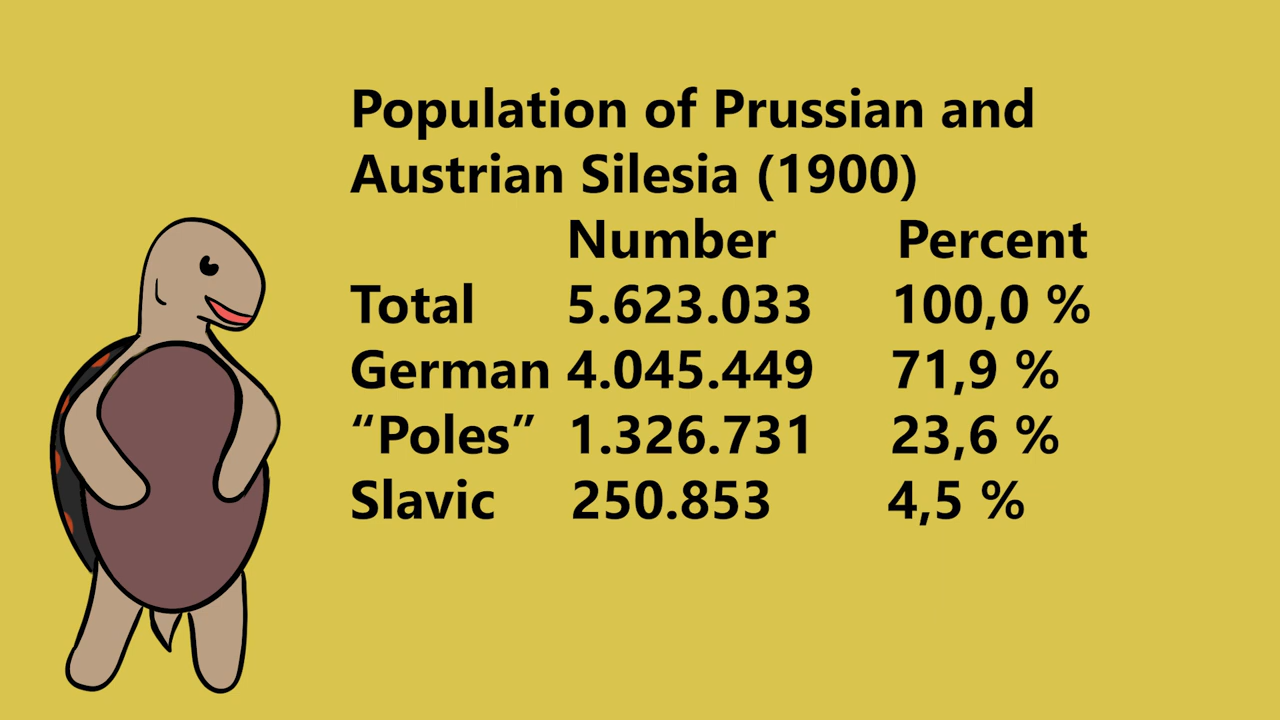 Population of Prussian and
Austrian Silesia (1900)
Number Percent
Total 5.623.033 100,0 %
German 4.045.449 71,9 %
“Poles” 1.326.731 23,6 %
Slavic 250.853 4,5 %